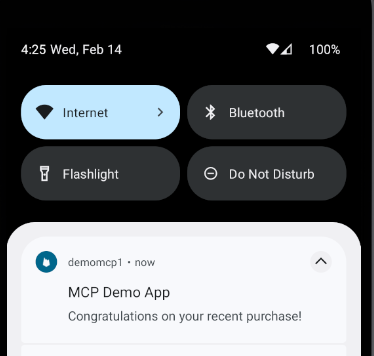 4:25 Wed, Feb 14 100%
Internet Bluetooth
Flashlight Do Not Disturb
demomcp1 • now
MCP Demo App
Congratulations on your recent purchase!